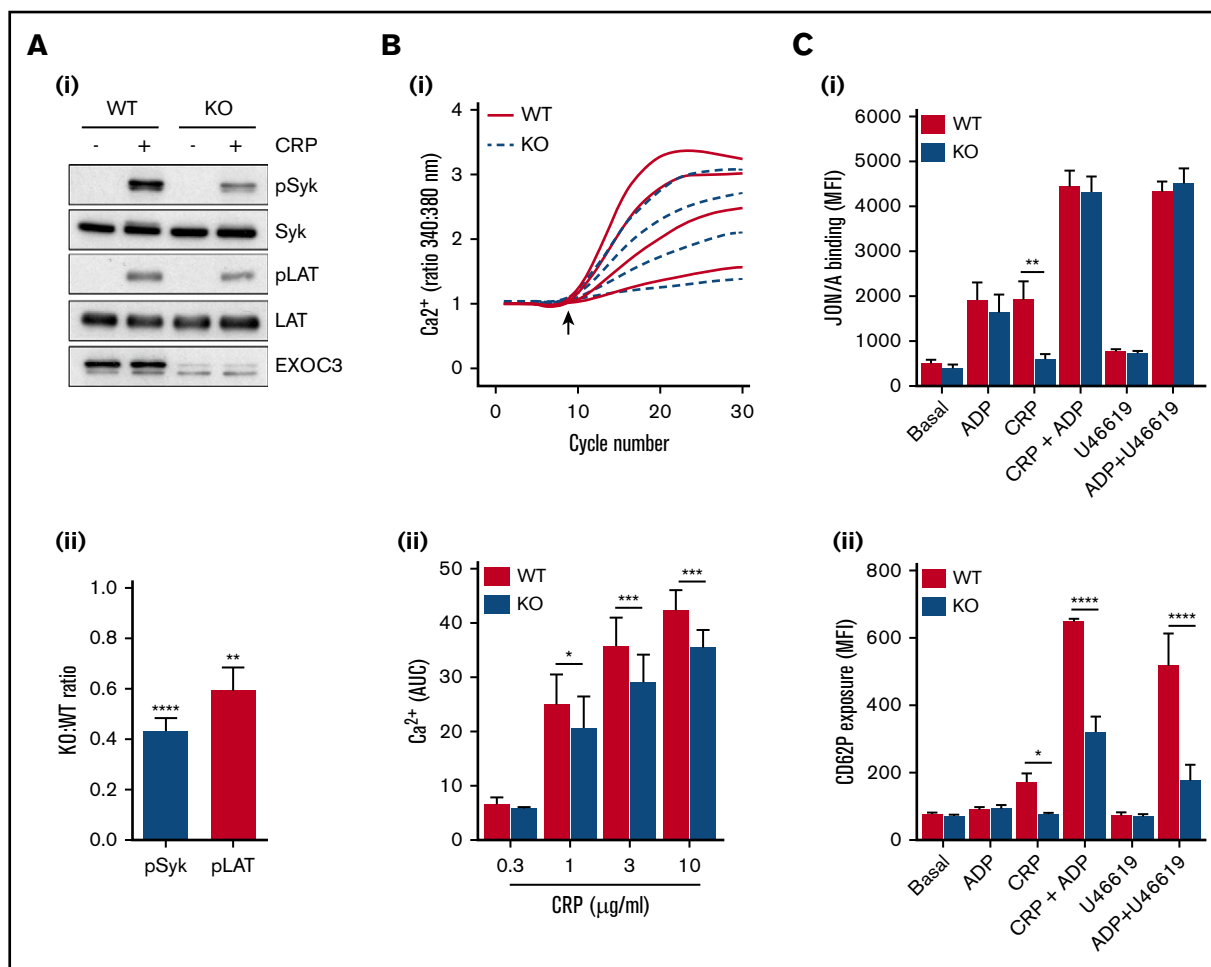 A
(i)
WT KO
- + - + CRP
pSyk
Syk
pLAT
LAT
EXOC3
(ii)
KO:WT ratio
1.0
0.8
0.6
0.4
0.2
0.0
****
**
pSyk pLAT
B
(i)
Ca2+ (ratio 340:380 nm)
4
3
2
1
0
WT
KO
0 10 20 30
Cycle number
(ii)
WT
KO
Ca2+ (AUC)
50
40
30
20
10
0
*
***
***
0.3 1 3 10
CRP (μg/ml)
C
(i)
JON/A binding (MFI)
6000
5000
4000
3000
2000
1000
0
WT
KO
**
Basal
ADP
CRP
CRP + ADP
U46619
ADP+U46619
(ii)
CD62P exposure (MFI)
800
600
400
200
0
WT
KO
*
****
****
Basal
ADP
CRP
CRP + ADP
U46619
ADP+U46619